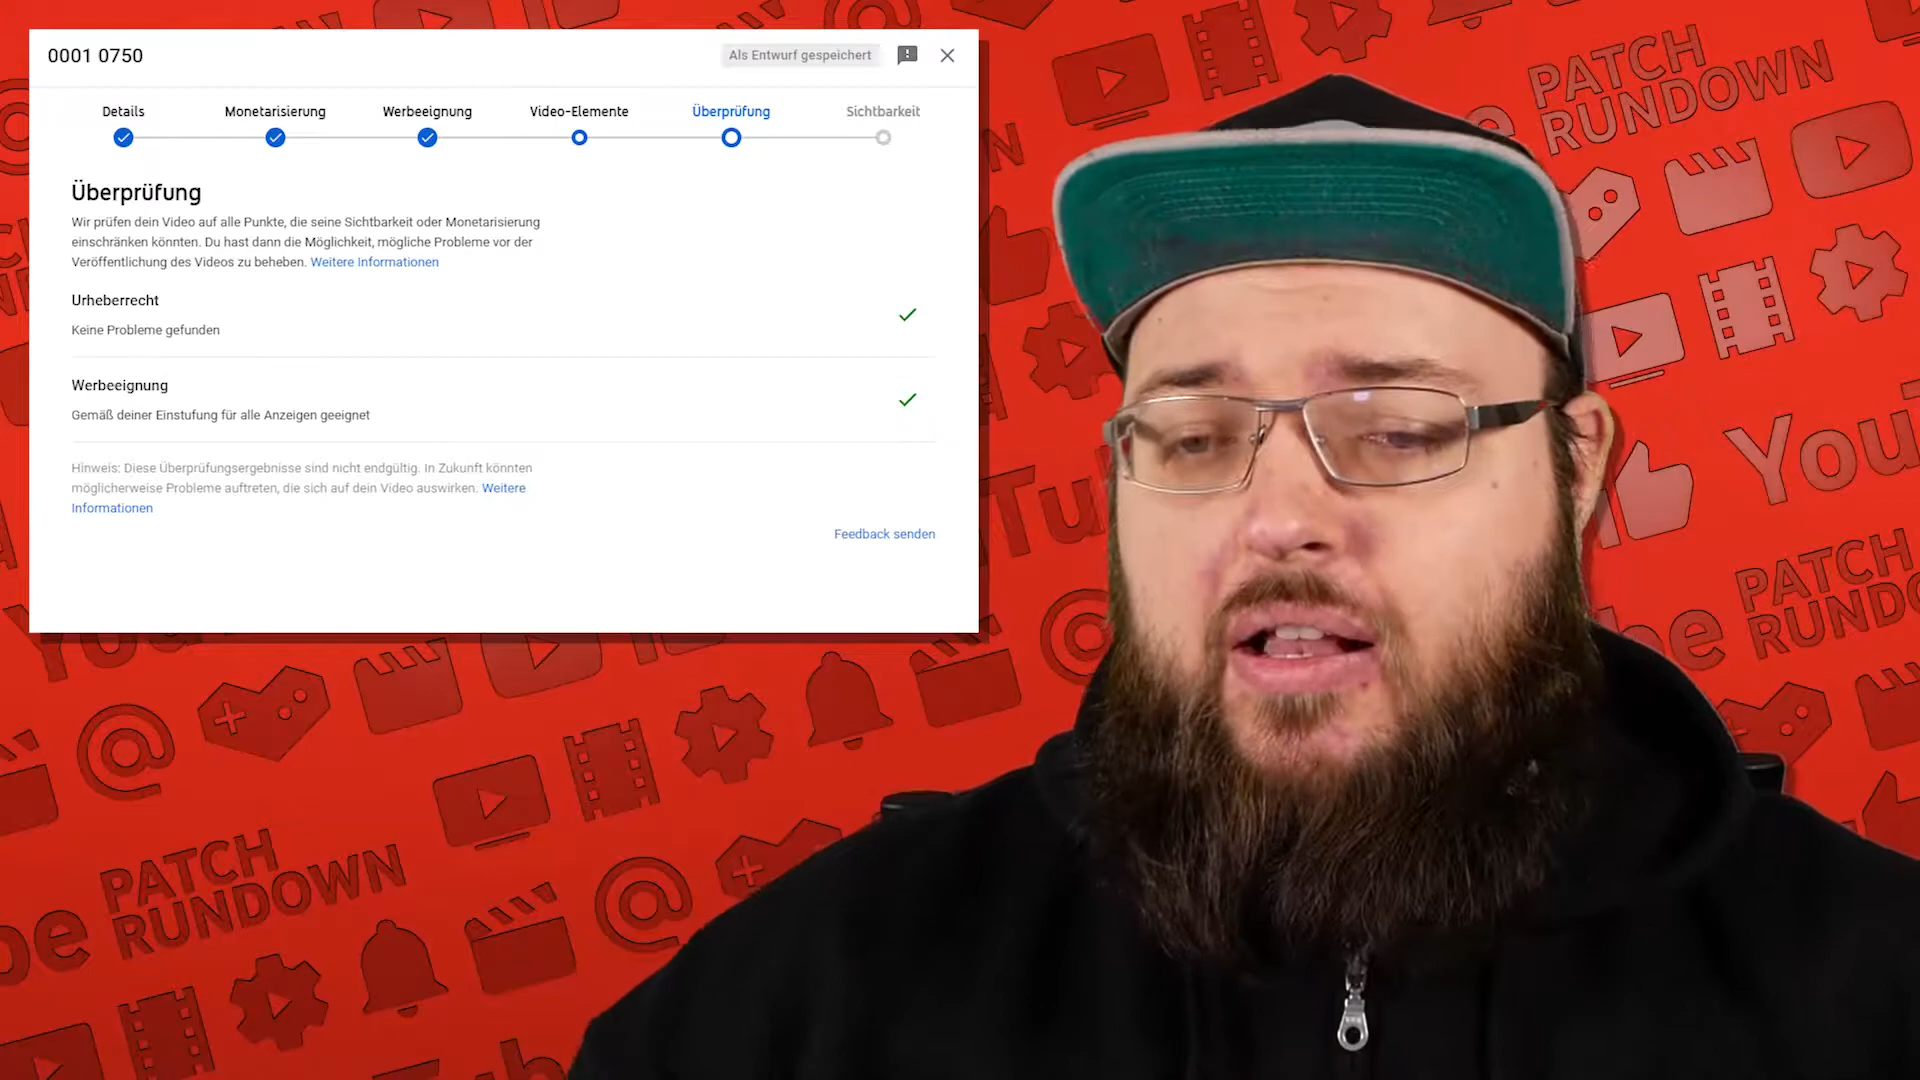 0001 0750
Als Entwurf gespeichert
Details
Monetarisierung
Werbeeignung
Video-Elemente
Überprüfung
Sichtbarkeit
Überprüfung
Wir prüfen dein Video auf alle Punkte, die seine Sichtbarkeit oder Monetarisierung
einschränken könnten. Du hast dann die Möglichkeit, mögliche Probleme vor der
Veröffentlichung des Videos zu beheben. Weitere Informationen
Urheberrecht
Keine Probleme gefunden
Werbeeignung
Gemäß deiner Einstufung für alle Anzeigen geeignet
Hinweis: Diese Überprüfungsergebnisse sind nicht endgültig. In Zukunft könnten
möglicherweise Probleme auftreten, die sich auf dein Video auswirken. Weitere
Informationen
Feedback senden
PATCH
RUNDOWN
PATCH
RUNDOWN
PATCH
RUNDOWN